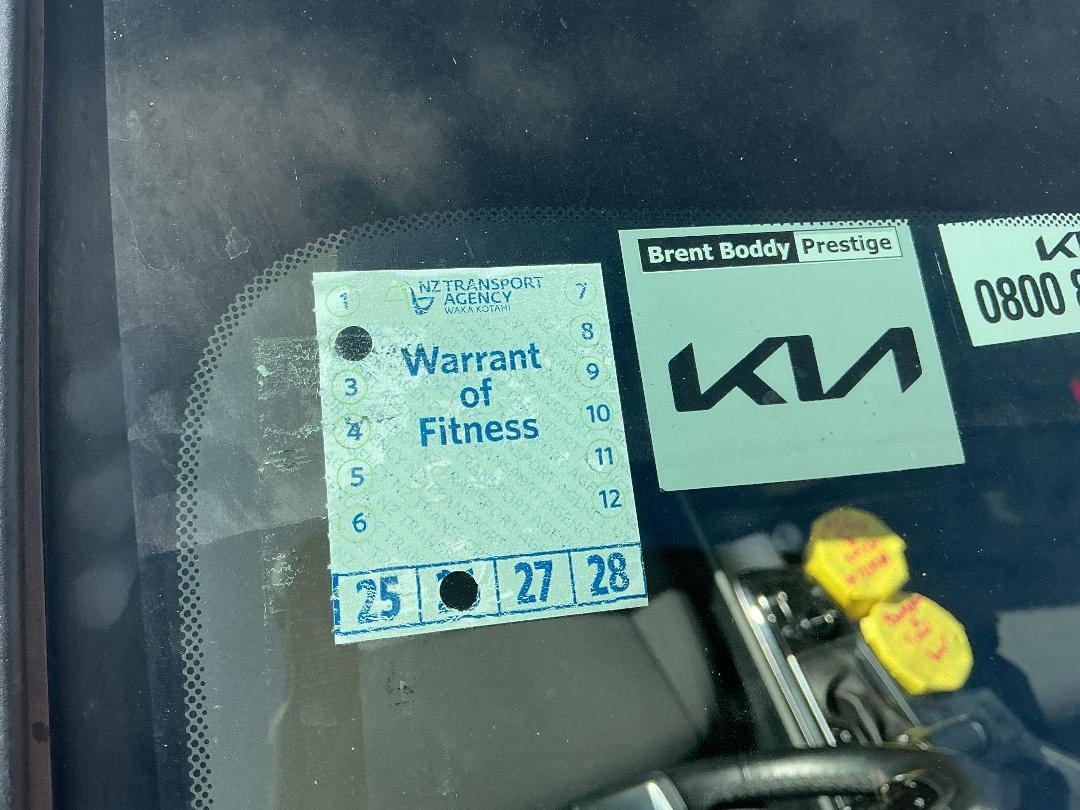 1
NZ TRANSPORT
AGENCY
WAKA KOTAHI
7
8
Warrant
of
Fitness
3
9
4
10
5
11
6
12
25
27
28
Brent Boddy Prestige
KIA
0800